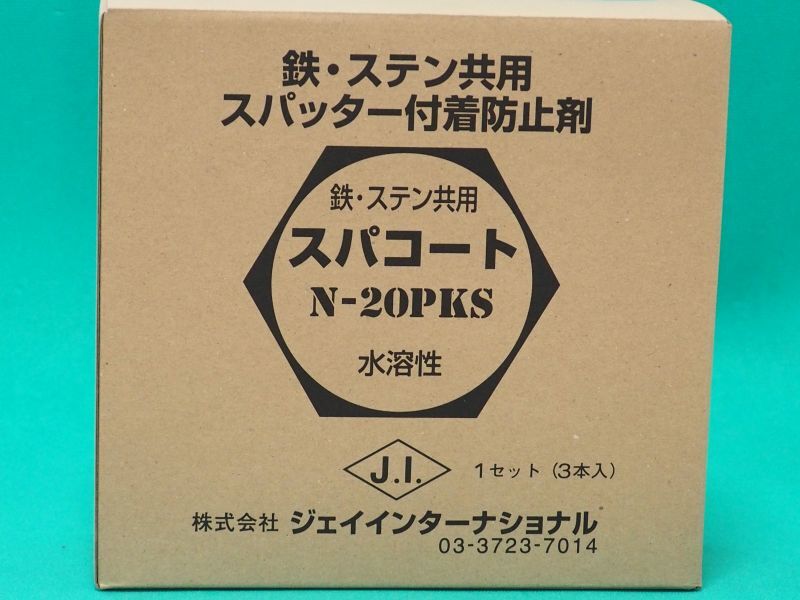 鉄・ステン共用
スパッター付着防止剤
鉄・ステン共用
スパコート
N-20PKS
水溶性
J.I.
1セット（3本入）
株式会社 ジェイインターナショナル
03-3723-7014